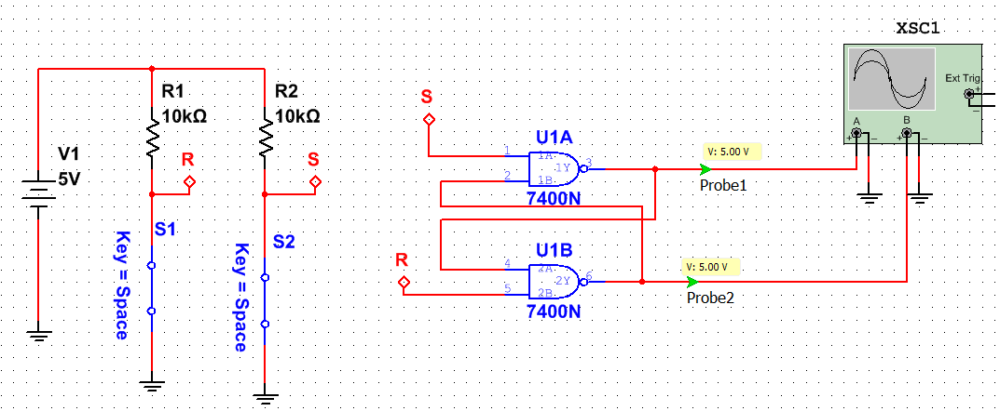 XSC1
Ext Trig
+
−
A
B
+
−
+
−
R1
10kΩ
R2
10kΩ
V1
5V
R
S
S1
Key = Space
S2
Key = Space
S
U1A
1
1A
2
1B
1Y
3
7400N
V: 5.00 V
Probe1
R
U1B
4
2A
5
2B
2Y
6
7400N
V: 5.00 V
Probe2